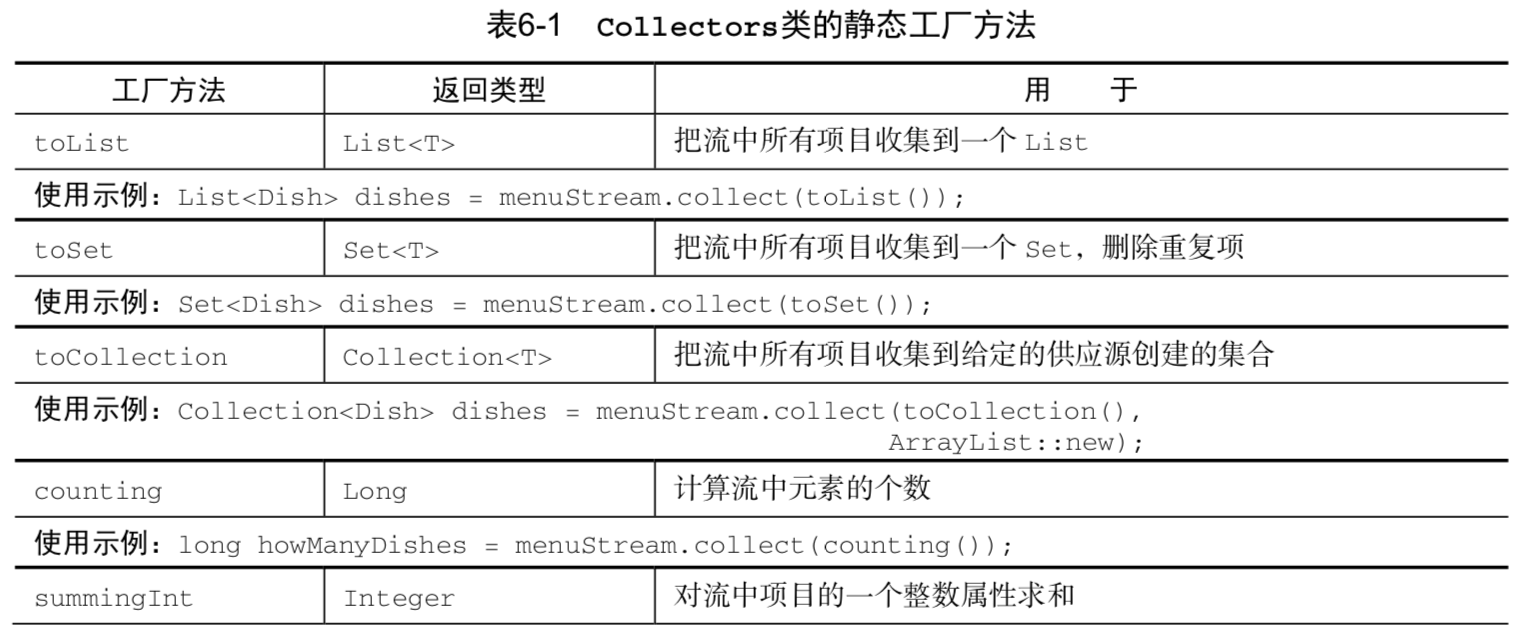 表6-1 Collectors类的静态工厂方法
工厂方法 返回类型 用 于
toList List<T> 把流中所有项目收集到一个 List
使用示例：List<Dish> dishes = menuStream.collect(toList());
toSet Set<T> 把流中所有项目收集到一个 Set，删除重复项
使用示例：Set<Dish> dishes = menuStream.collect(toSet());
toCollection Collection<T> 把流中所有项目收集到给定的供应源创建的集合
使用示例：Collection<Dish> dishes = menuStream.collect(toCollection(),
ArrayList::new);
counting Long 计算流中元素的个数
使用示例：long howManyDishes = menuStream.collect(counting());
summingInt Integer 对流中项目的一个整数属性求和